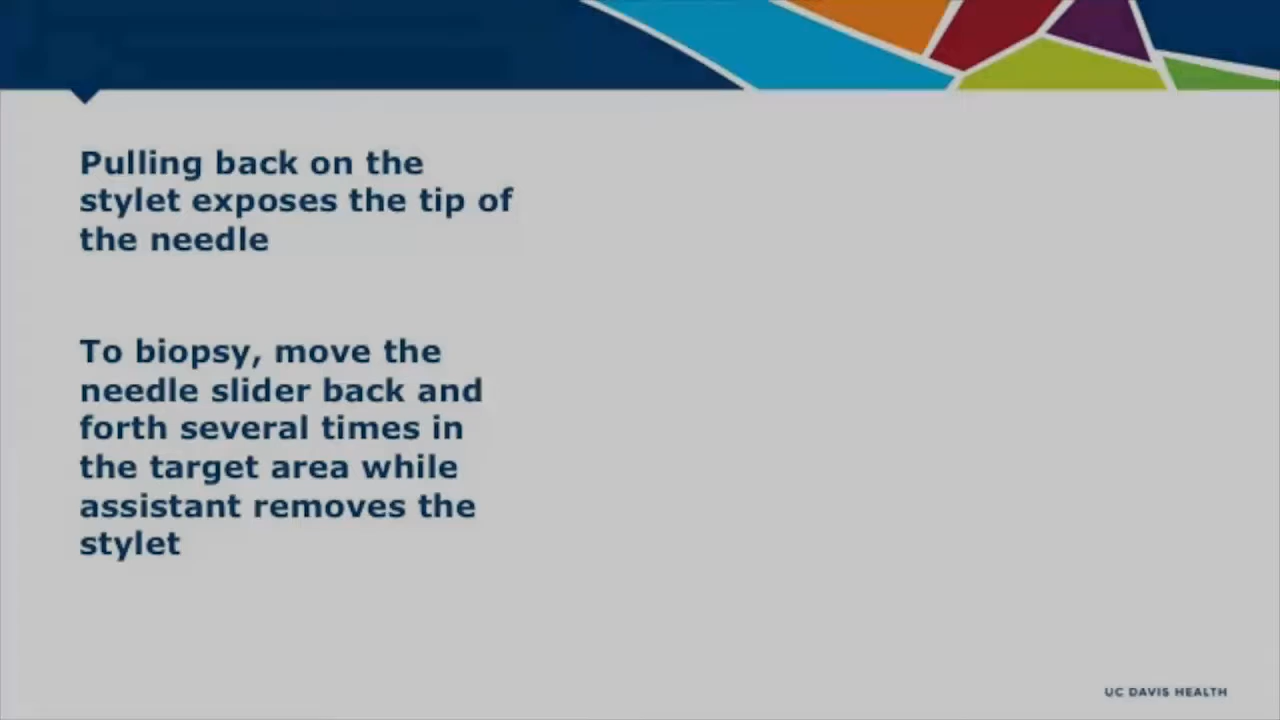 Pulling back on the
stylet exposes the tip of
the needle
To biopsy, move the
needle slider back and
forth several times in
the target area while
assistant removes the
stylet
UC DAVIS HEALTH